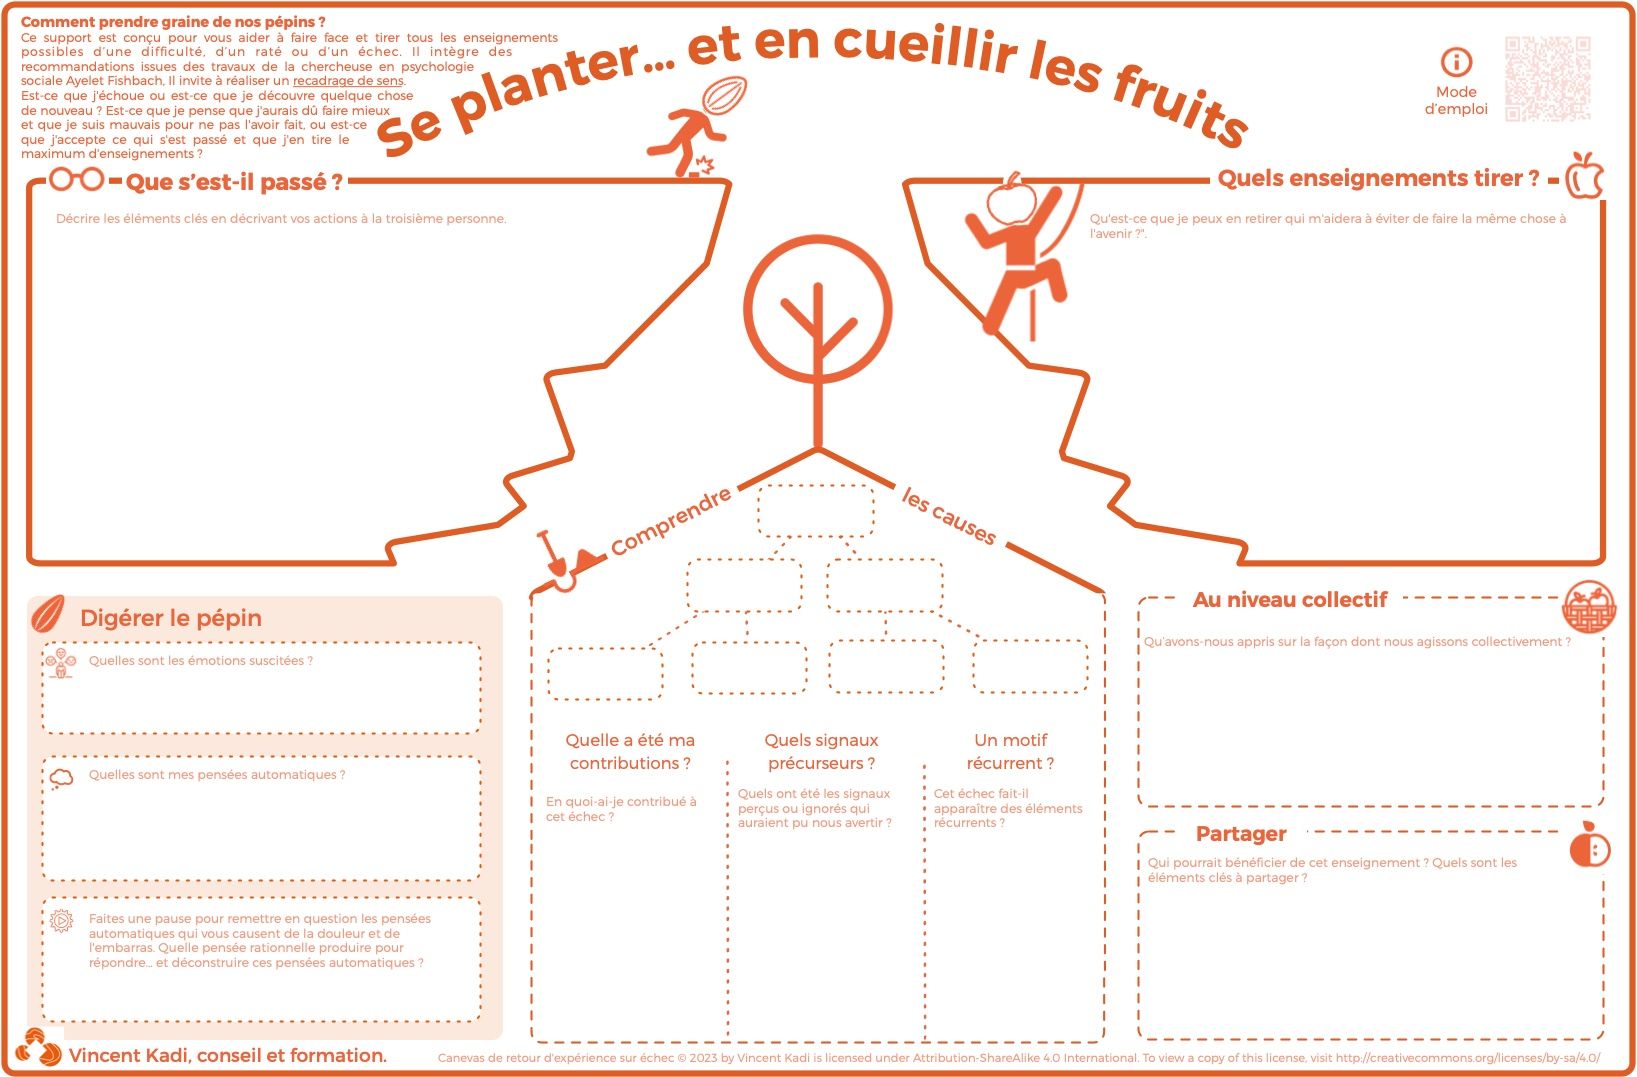 Comment prendre graine de nos pépins ?
Ce support est conçu pour vous aider à faire face et tirer tous les enseignements
possibles d'une difficulté, d'un raté ou d'un échec. Il intègre des
recommandations issues des travaux de la chercheuse en psychologie
sociale Ayelet Fishbach. Il invite à réaliser un recadrage de sens.
Est-ce que j'échoue ou est-ce que je découvre quelque chose
de nouveau ? Est-ce que je pense que j'aurais dû faire mieux
et que je suis mauvais pour ne pas l'avoir fait, ou est-ce
que j'accepte ce qui s'est passé et que j'en tire le
maximum d'enseignements ?
Se planter... et en cueillir les fruits
Mode
d'emploi
Que s'est-il passé ?
Décrire les éléments clés en décrivant vos actions à la troisième personne.
Quels enseignements tirer ?
Qu'est-ce que je peux en retirer qui m'aidera à éviter de faire la même chose à
l'avenir ?".
Comprendre les causes
Digérer le pépin
Quelles sont les émotions suscitées ?
Quelles sont mes pensées automatiques ?
Faites une pause pour remettre en question les pensées
automatiques qui vous causent de la douleur et de
l'embarras. Quelle pensée rationnelle produire pour
répondre... et déconstruire ces pensées automatiques ?
Quelle a été ma
contributions ?
En quoi-ai-je contribué à
cet échec ?
Quels signaux
précurseurs ?
Quels ont été les signaux
perçus ou ignorés qui
auraient pu nous avertir ?
Un motif
récurrent ?
Cet échec fait-il
apparaître des éléments
récurrents ?
Au niveau collectif
Qu'avons-nous appris sur la façon dont nous agissons collectivement ?
Partager
Qui pourrait bénéficier de cet enseignement ? Quels sont les
éléments clés à partager ?
Vincent Kadi, conseil et formation.
Canevas de retour d'expérience sur échec © 2023 by Vincent Kadi is licensed under Attribution-ShareAlike 4.0 International. To view a copy of this license, visit http://creativecommons.org/licenses/by-sa/4.0/